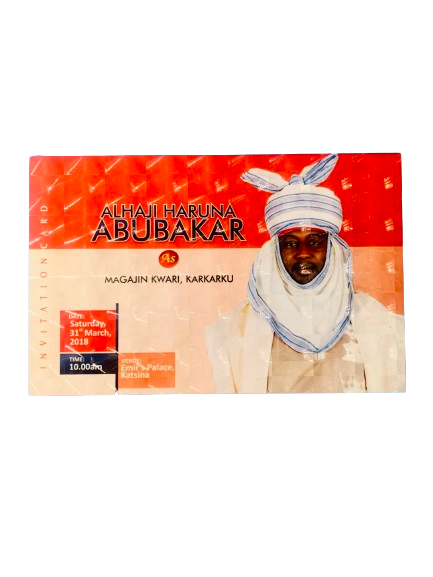 INVITATION CARD
ALHAJI HARUNA
ABUBAKAR
As
MAGAJIN KWARI, KARKARKU
DATE:
Saturday,
31st March,
2018
TIME:
10.00am
VENUE:
Emir's Palace,
Katsina